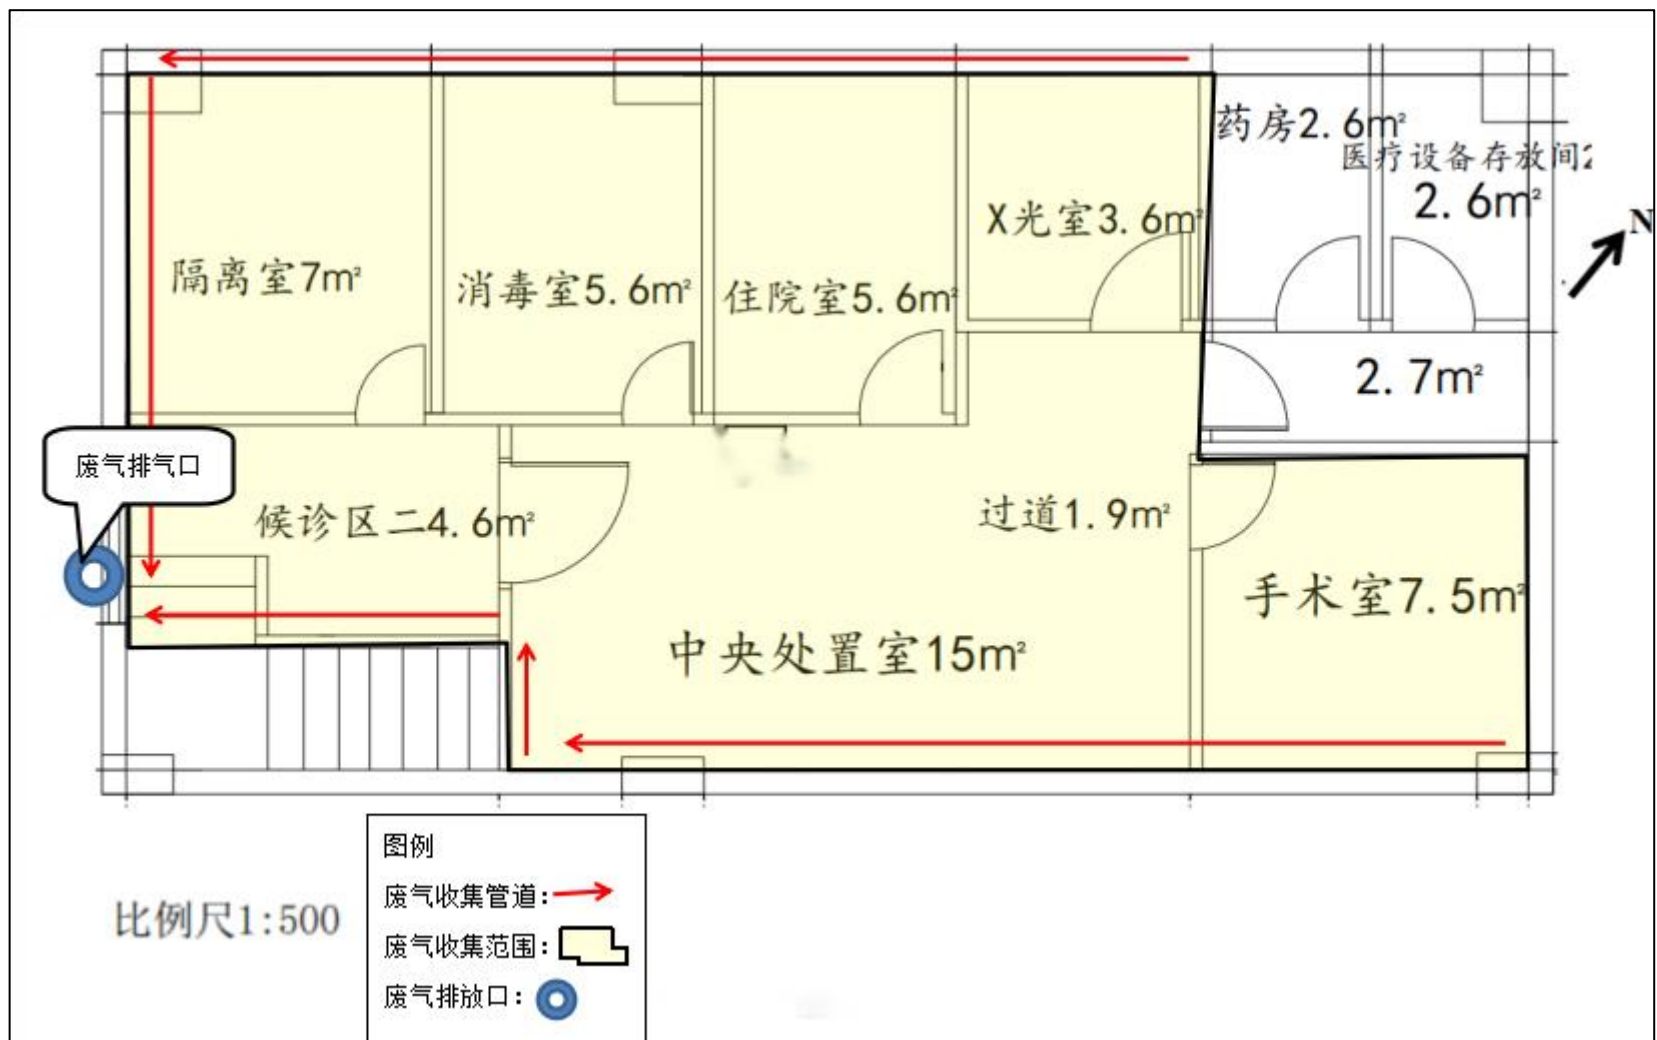 药房2.6㎡
医疗设备存放间2
2.6㎡
N
X光室3.6㎡
隔离室7㎡
消毒室5.6㎡
住院室5.6㎡
2.7㎡
废气排气口
候诊区二4.6㎡
过道1.9㎡
手术室7.5㎡
中央处置室15㎡
图例
废气收集管道:
废气收集范围:
废气排放口:
比例尺1:500